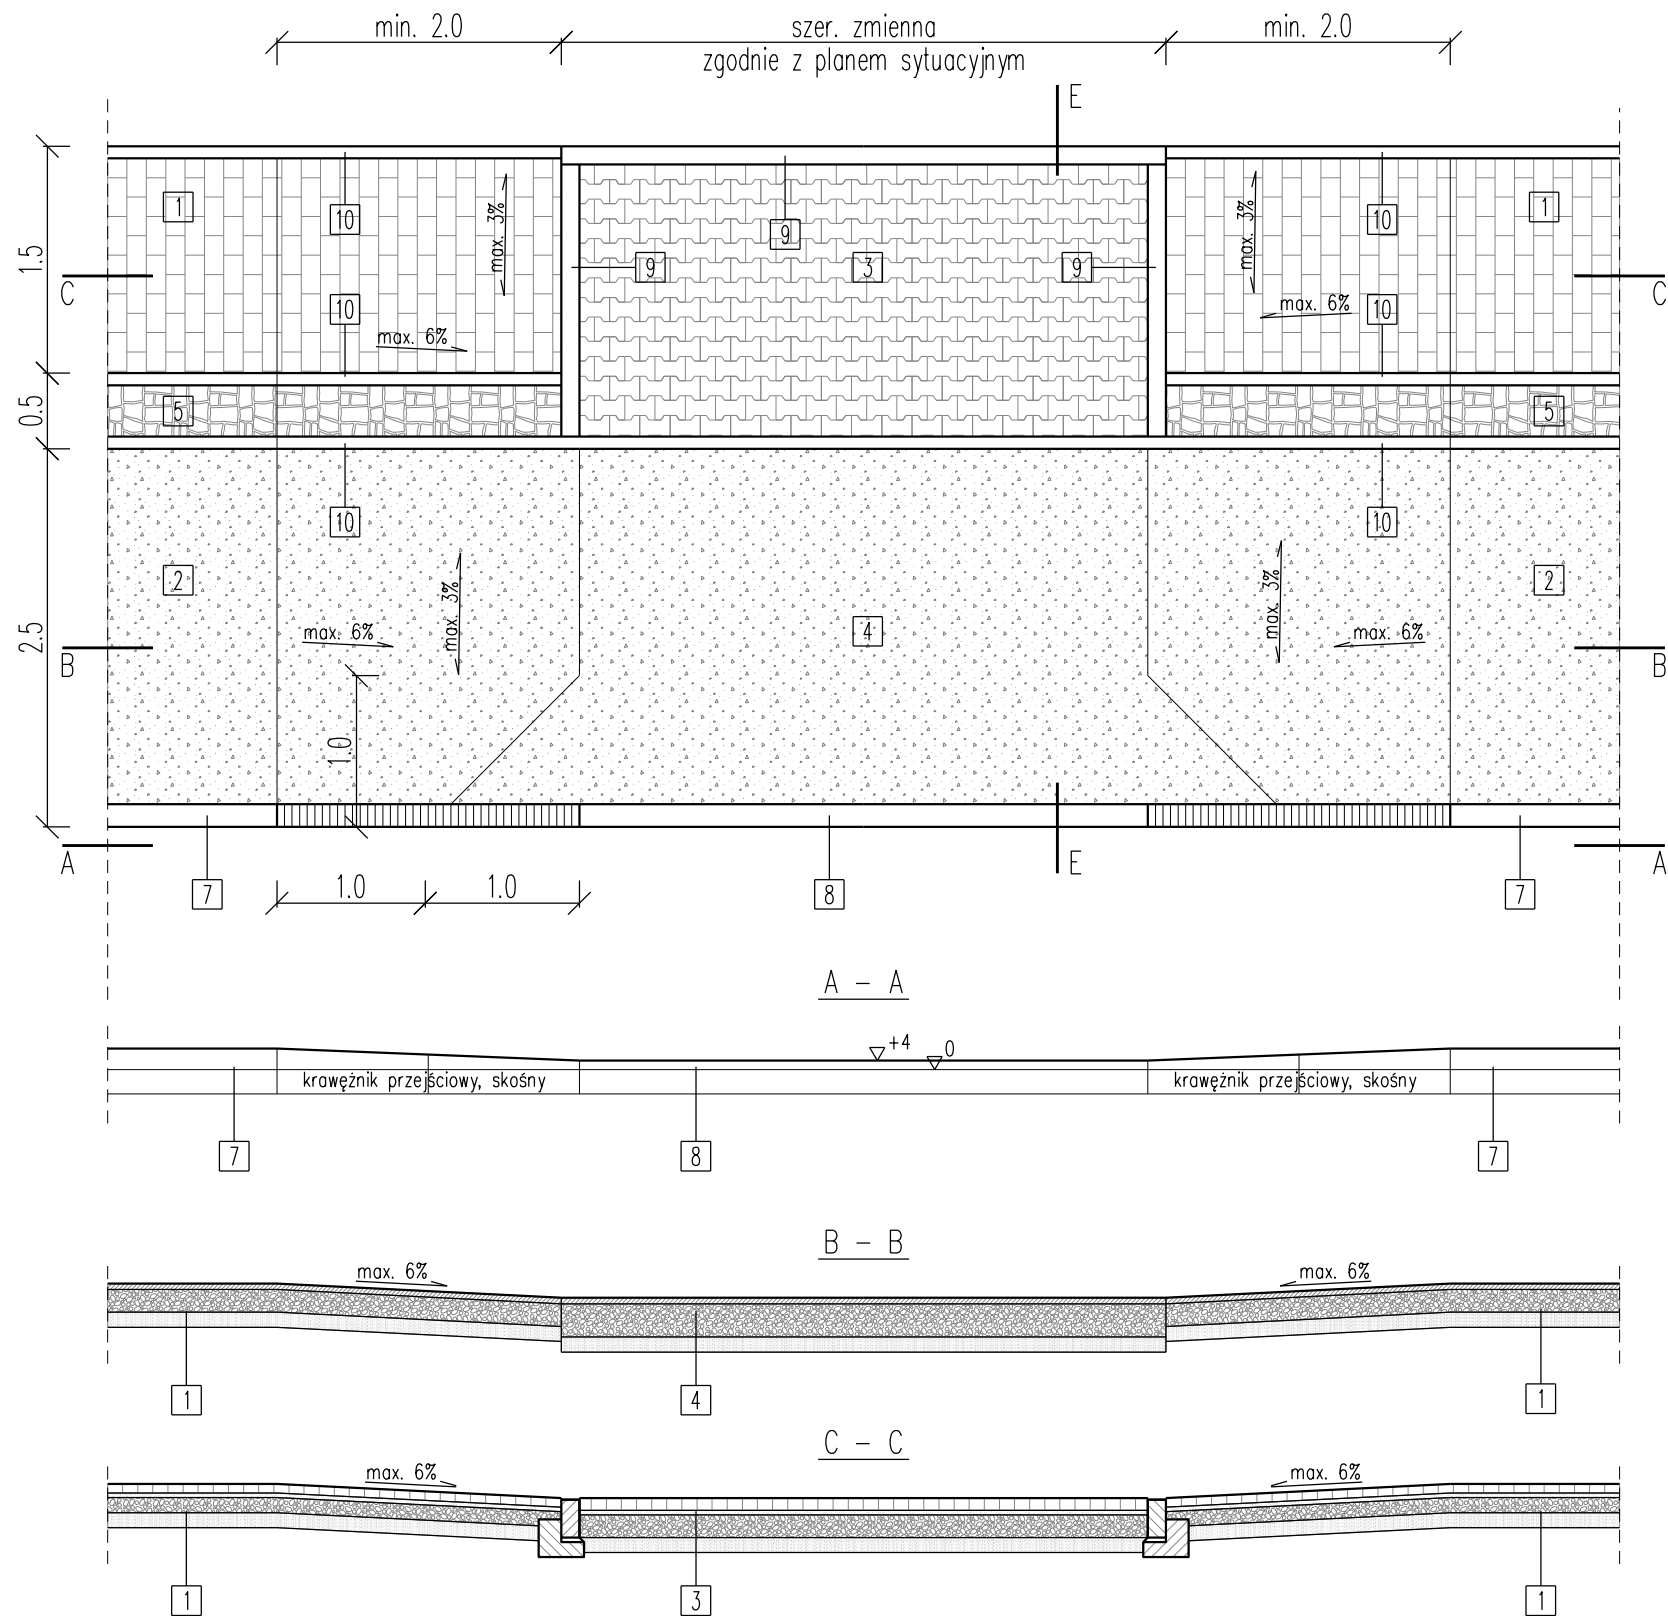 min. 2.0
szer. zmienna
min. 2.0
zgodnie z planem sytuacyjnym
E
1
10
max. 3%
9
max. 3%
10
1
1.5
9
3
9
C
C
10
max. 6%
max. 6%
10
0.5
5
5
10
10
2
max. 3%
max. 3%
2
2.5
max. 6%
4
max. 6%
B
B
1.0
A
E
A
7
1.0
1.0
8
7
A - A
+4
0
krawężnik przejściowy, skośny
krawężnik przejściowy, skośny
7
8
7
B - B
max. 6%
max. 6%
1
4
1
C - C
max. 6%
max. 6%
1
3
1